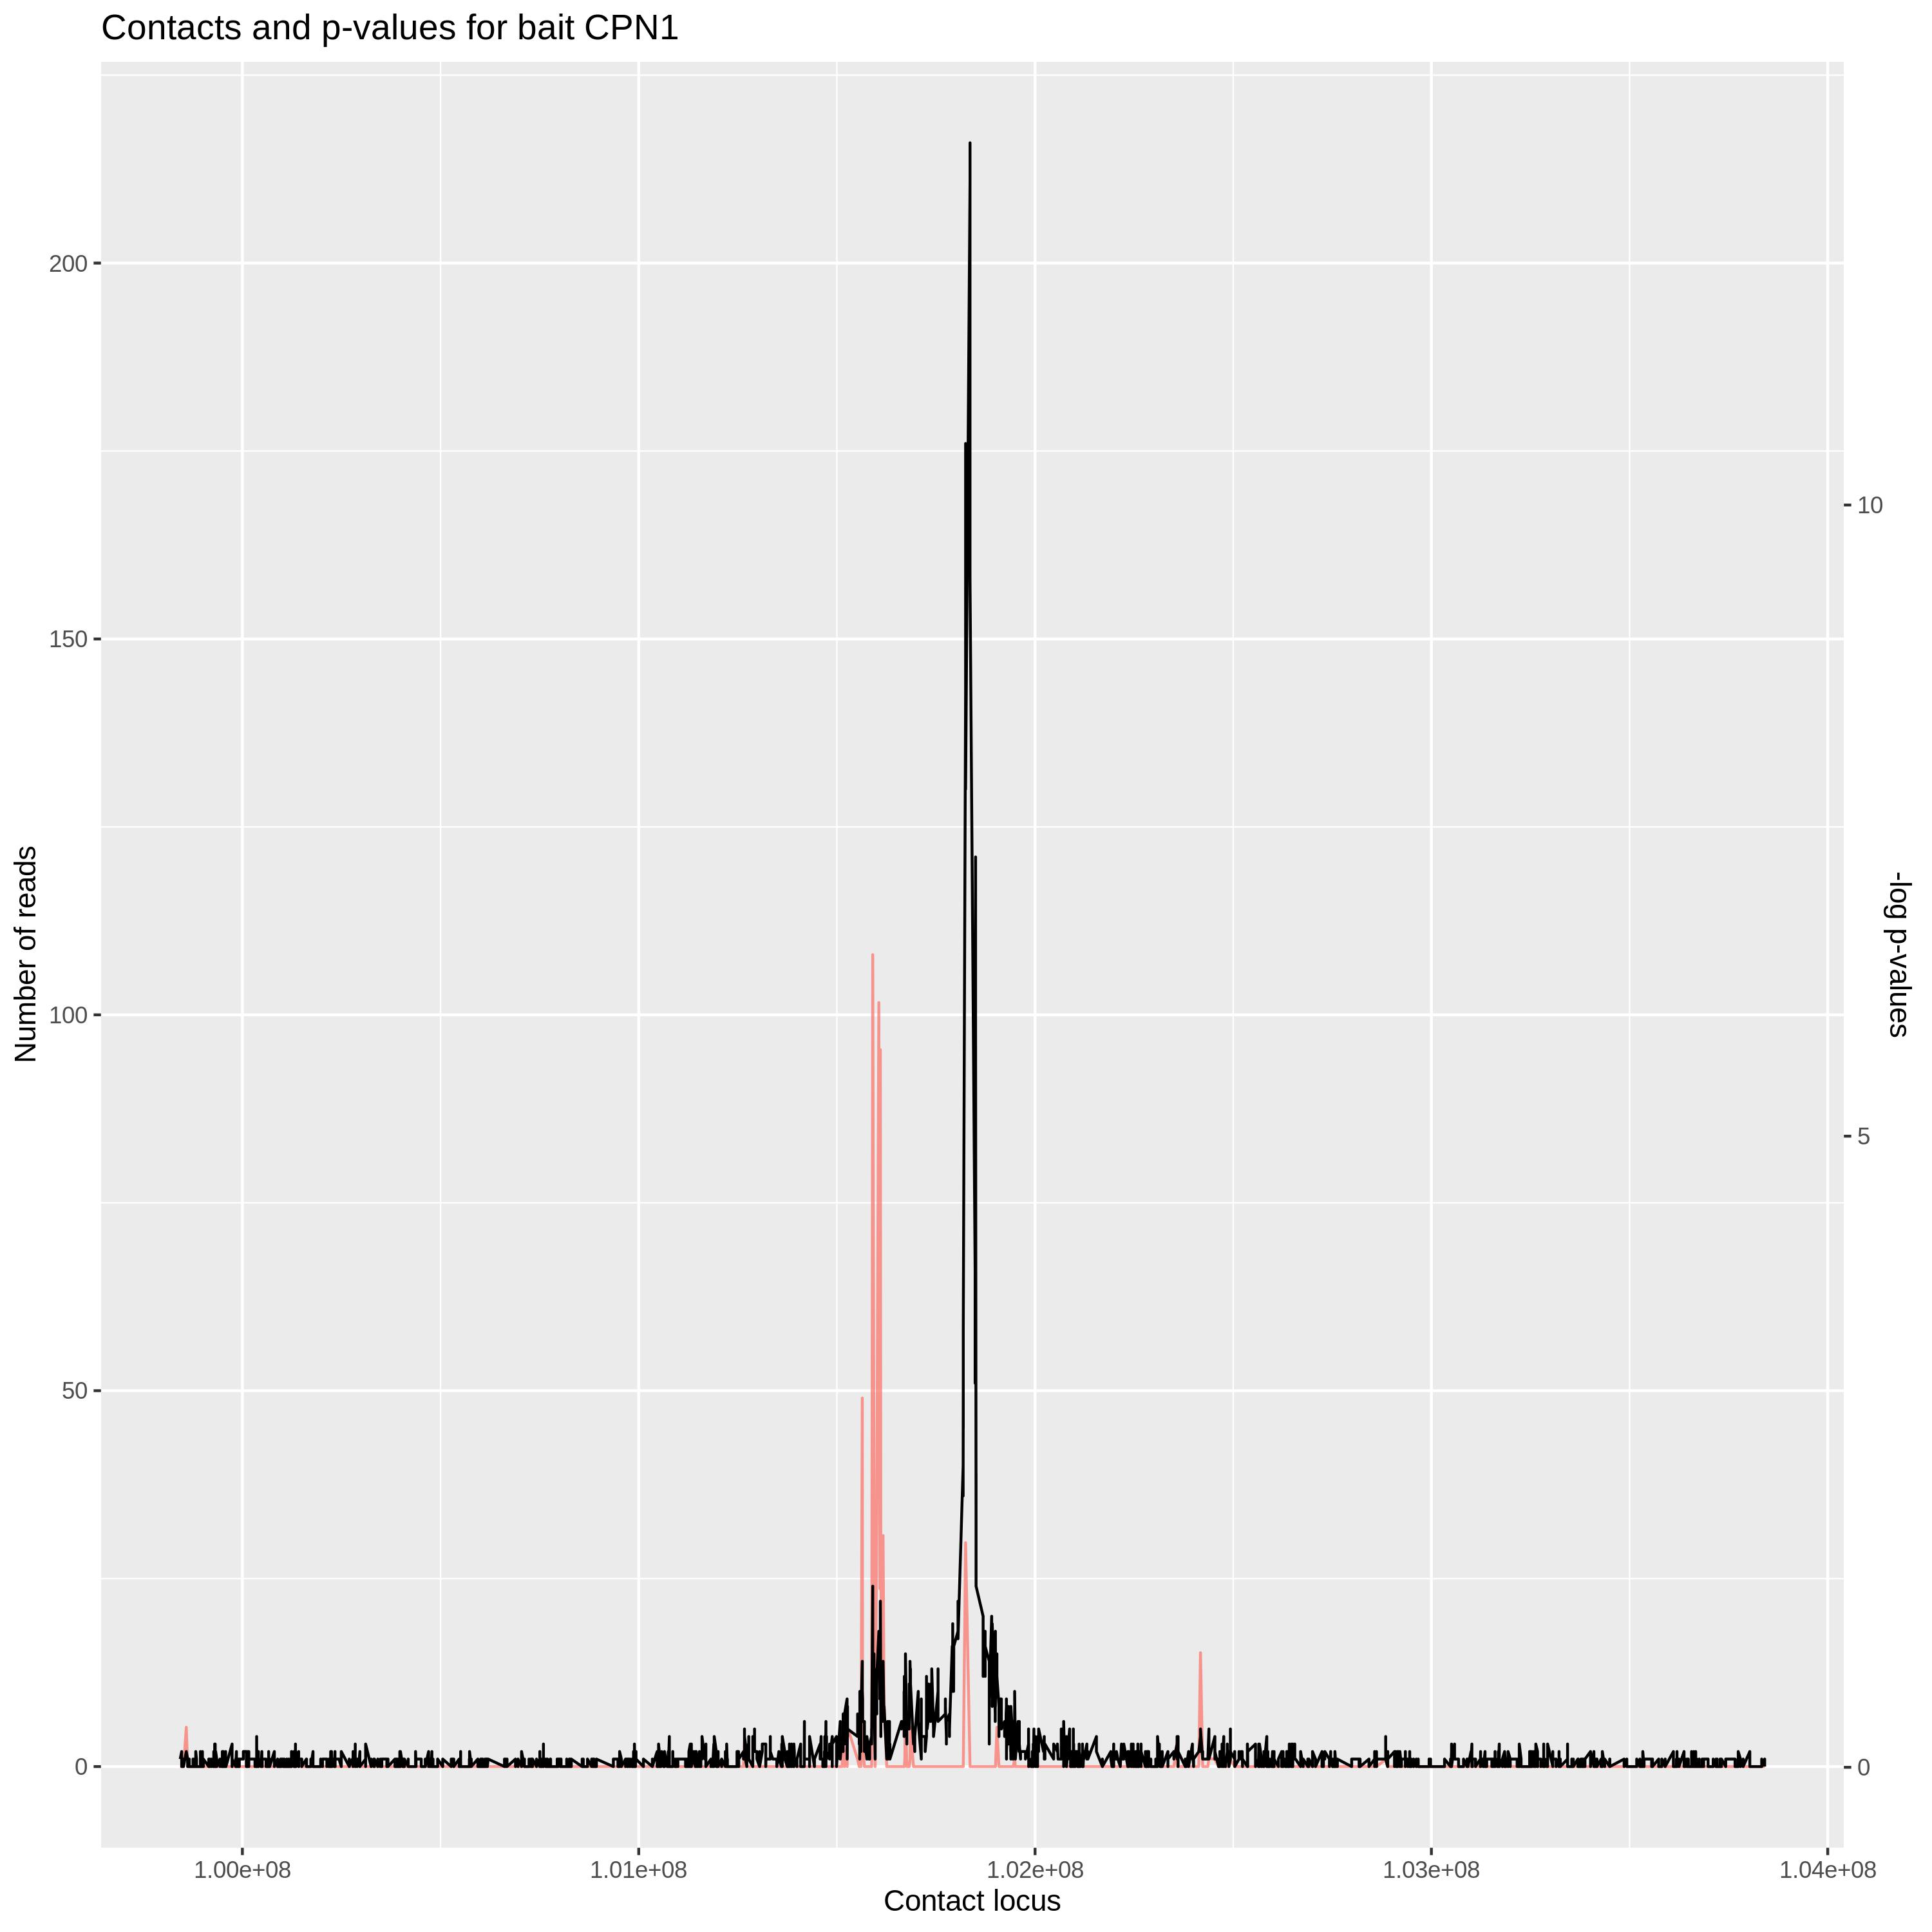 Contacts and p-values for bait CPN1
200
150
100
50
0
Number of reads
10
5
0
-log p-values
1.00e+08
1.01e+08
1.02e+08
1.03e+08
1.04e+08
Contact locus